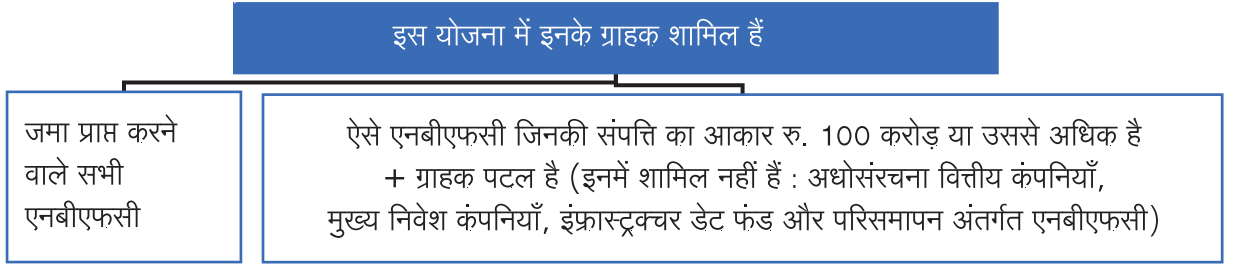 इस योजना में इनके ग्राहक शामिल हैं
जमा प्राप्त करने
वाले सभी
एनबीएफसी
ऐसे एनबीएफसी जिनकी संपत्ति का आकार रु. 100 करोड़ या उससे अधिक है
+ ग्राहक पटल है (इनमें शामिल नहीं हैं : अधोसंरचना वित्तीय कंपनियाँ,
मुख्य निवेश कंपनियाँ, इंफ्रास्ट्रक्चर डेट फंड और परिसमापन अंतर्गत एनबीएफसी)